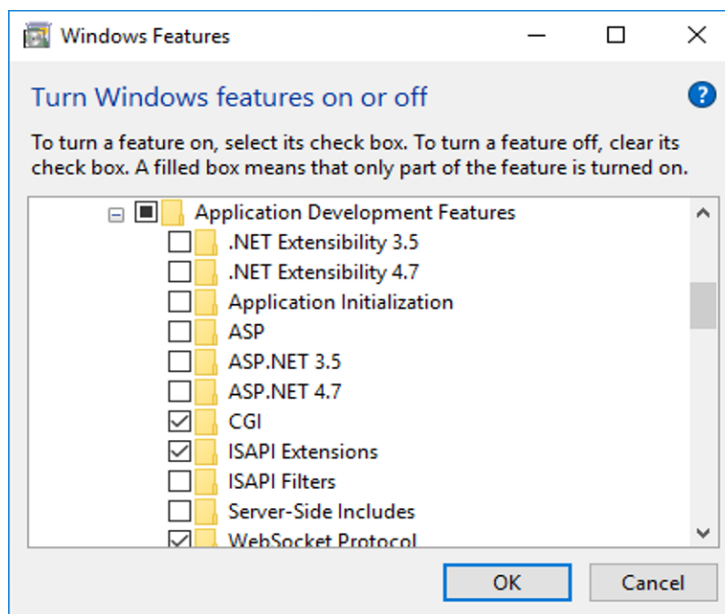 Windows Features
Turn Windows features on or off
?
To turn a feature on, select its check box. To turn a feature off, clear its
check box. A filled box means that only part of the feature is turned on.
Application Development Features
.NET Extensibility 3.5
.NET Extensibility 4.7
Application Initialization
ASP
ASP.NET 3.5
ASP.NET 4.7
CGI
ISAPI Extensions
ISAPI Filters
Server-Side Includes
WebSocket Protocol
OK Cancel